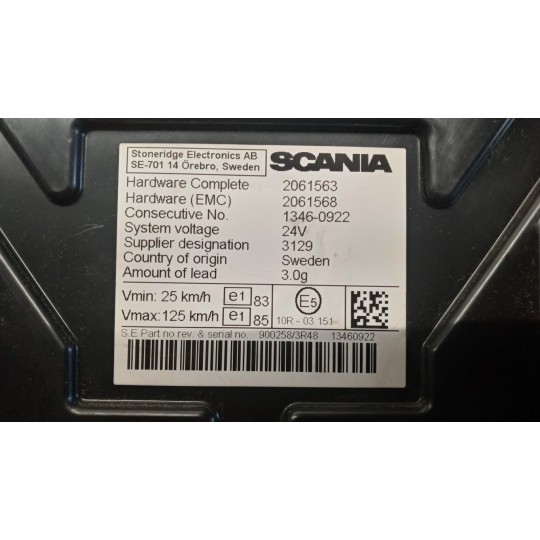 Stoneridge Electronics AB
SE-701 14 Örebro, Sweden
SCANIA
Hardware Complete 2061563
Hardware (EMC) 2061568
Consecutive No. 1346-0922
System voltage 24V
Supplier designation 3129
Country of origin Sweden
Amount of lead 3.0g
Vmin: 25 km/h e1 83
Vmax: 125 km/h e1 85
E5
10R - 03 151
S.E Part no rev. & serial no. 900258/3R48 13460922